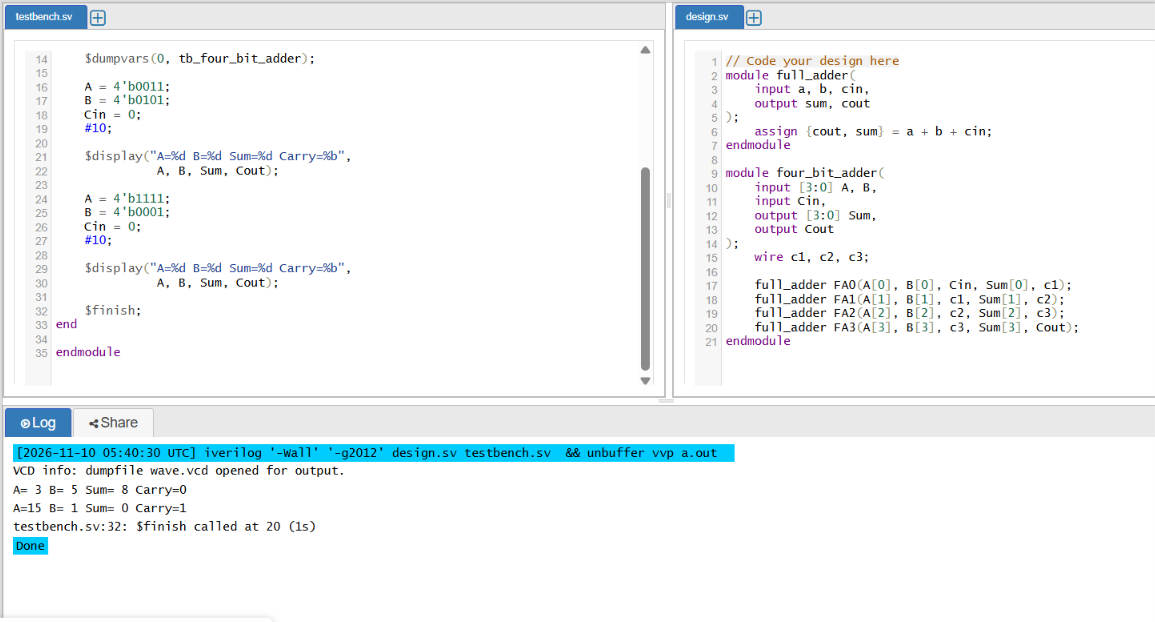 testbench.sv
14 $dumpvars(0, tb_four_bit_adder);
15
16 A = 4'b0011;
17 B = 4'b0101;
18 Cin = 0;
19 #10;
20
21 $display("A=%d B=%d Sum=%d Carry=%b",
22 A, B, Sum, Cout);
23
24 A = 4'b1111;
25 B = 4'b0001;
26 Cin = 0;
27 #10;
28
29 $display("A=%d B=%d Sum=%d Carry=%b",
30 A, B, Sum, Cout);
31
32 $finish;
33 end
34
35 endmodule
design.sv
1 // Code your design here
2 module full_adder(
3 input a, b, cin,
4 output sum, cout
5 );
6 assign {cout, sum} = a + b + cin;
7 endmodule
8
9 module four_bit_adder(
10 input [3:0] A, B,
11 input Cin,
12 output [3:0] Sum,
13 output Cout
14 );
15 wire c1, c2, c3;
16
17 full_adder FA0(A[0], B[0], Cin, Sum[0], c1);
18 full_adder FA1(A[1], B[1], c1, Sum[1], c2);
19 full_adder FA2(A[2], B[2], c2, Sum[2], c3);
20 full_adder FA3(A[3], B[3], c3, Sum[3], Cout);
21 endmodule
Log Share
[2026-11-10 05:40:30 UTC] iverilog '-Wall' '-g2012' design.sv testbench.sv && unbuffer vvp a.out
VCD info: dumpfile wave.vcd opened for output.
A= 3 B= 5 Sum= 8 Carry=0
A=15 B= 1 Sum= 0 Carry=1
testbench.sv:32: $finish called at 20 (1s)
Done